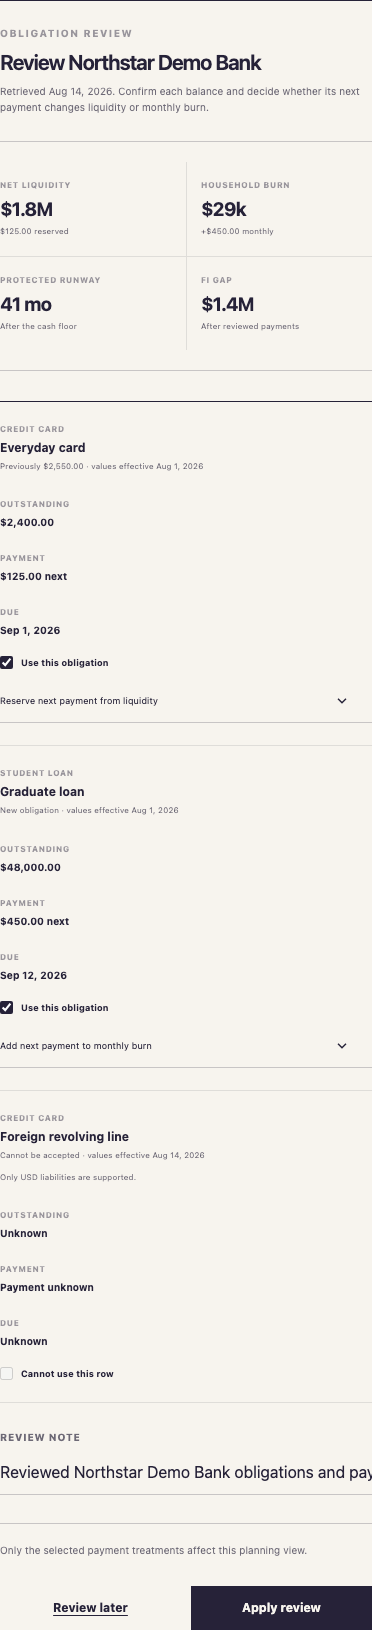 OBLIGATION REVIEW
Review Northstar Demo Bank
Retrieved Aug 14, 2026. Confirm each balance and decide whether its next
payment changes liquidity or monthly burn.
NET LIQUIDITY
$1.8M
$125.00 reserved
HOUSEHOLD BURN
$29k
+$450.00 monthly
PROTECTED RUNWAY
41 mo
After the cash floor
FI GAP
$1.4M
After reviewed payments
CREDIT CARD
Everyday card
Previously $2,550.00 · values effective Aug 1, 2026
OUTSTANDING
$2,400.00
PAYMENT
$125.00 next
DUE
Sep 1, 2026
Use this obligation
Reserve next payment from liquidity
STUDENT LOAN
Graduate loan
New obligation · values effective Aug 1, 2026
OUTSTANDING
$48,000.00
PAYMENT
$450.00 next
DUE
Sep 12, 2026
Use this obligation
Add next payment to monthly burn
CREDIT CARD
Foreign revolving line
Cannot be accepted · values effective Aug 14, 2026
Only USD liabilities are supported.
OUTSTANDING
Unknown
PAYMENT
Payment unknown
DUE
Unknown
Cannot use this row
REVIEW NOTE
Reviewed Northstar Demo Bank obligations and pay
Only the selected payment treatments affect this planning view.
Review later
Apply review